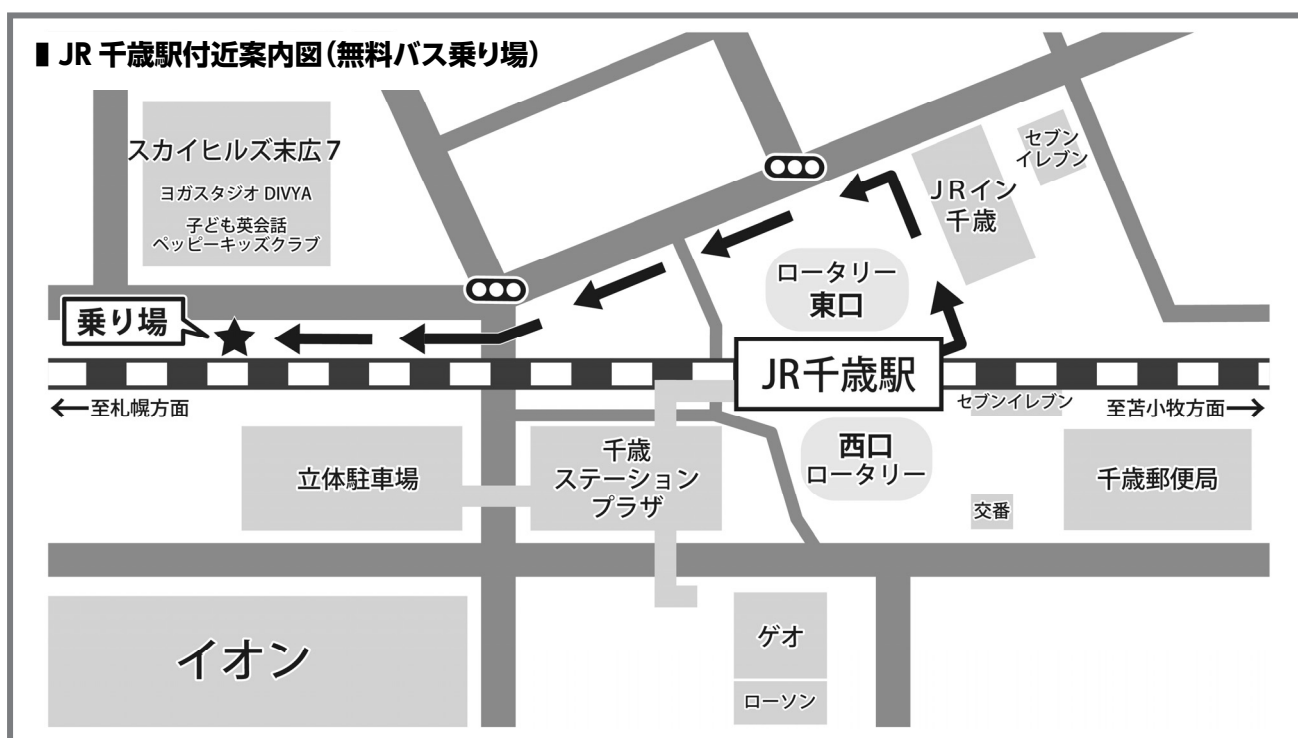 ▮ JR 千歳駅付近案内図(無料バス乗り場)
スカイヒルズ末広7
ヨガスタジオ DIVYA
子ども英会話
ペッピーキッズクラブ
セブン
イレブン
JRイン
千歳
ロータリー
東口
乗り場
JR千歳駅
←至札幌方面
セブンイレブン
至苫小牧方面→
立体駐車場
千歳
ステーション
プラザ
西口
ロータリー
交番
千歳郵便局
イオン
ゲオ
ローソン